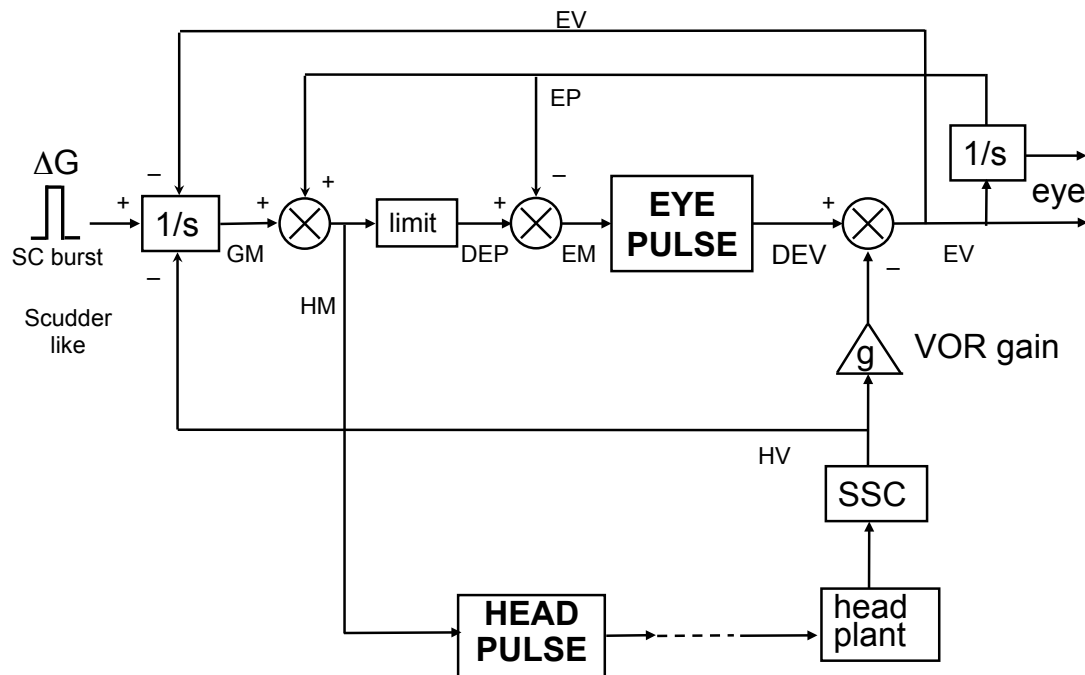 EV
EP
ΔG
SC burst
Scudder
like
+
–
–
1/s
GM
+
+
HM
limit
DEP
+
–
EM
EYE
PULSE
DEV
+
–
EV
1/s
eye
g
VOR gain
HV
SSC
head
plant
HEAD
PULSE